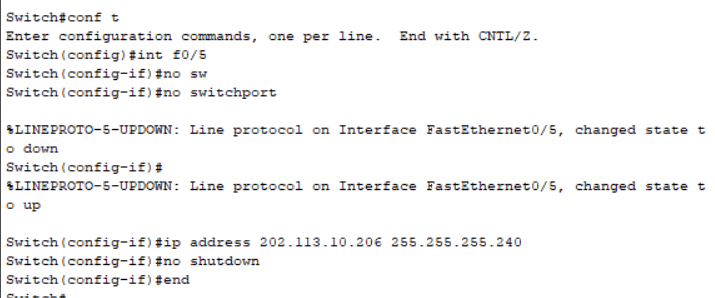 Switch#conf t
Enter configuration commands, one per line.  End with CNTL/Z.
Switch(config)#int f0/5
Switch(config-if)#no sw
Switch(config-if)#no switchport
%LINEPROTO-5-UPDOWN: Line protocol on Interface FastEthernet0/5, changed state t
o down
Switch(config-if)#
%LINEPROTO-5-UPDOWN: Line protocol on Interface FastEthernet0/5, changed state t
o up
Switch(config-if)#ip address 202.113.10.206 255.255.255.240
Switch(config-if)#no shutdown
Switch(config-if)#end
Switch#